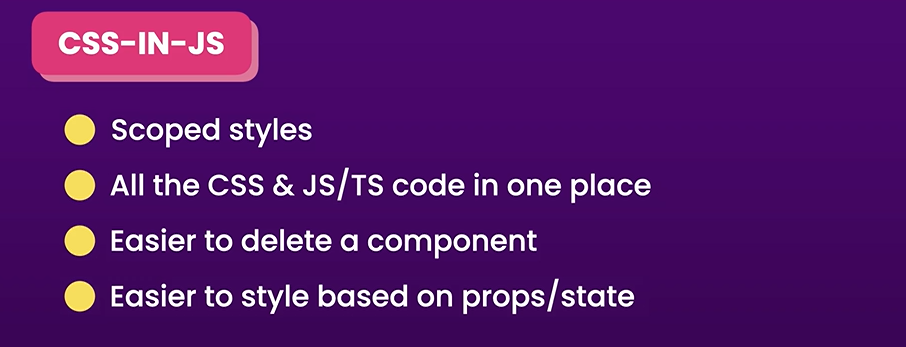 CSS-IN-JS
Scoped styles
All the CSS & JS/TS code in one place
Easier to delete a component
Easier to style based on props/state